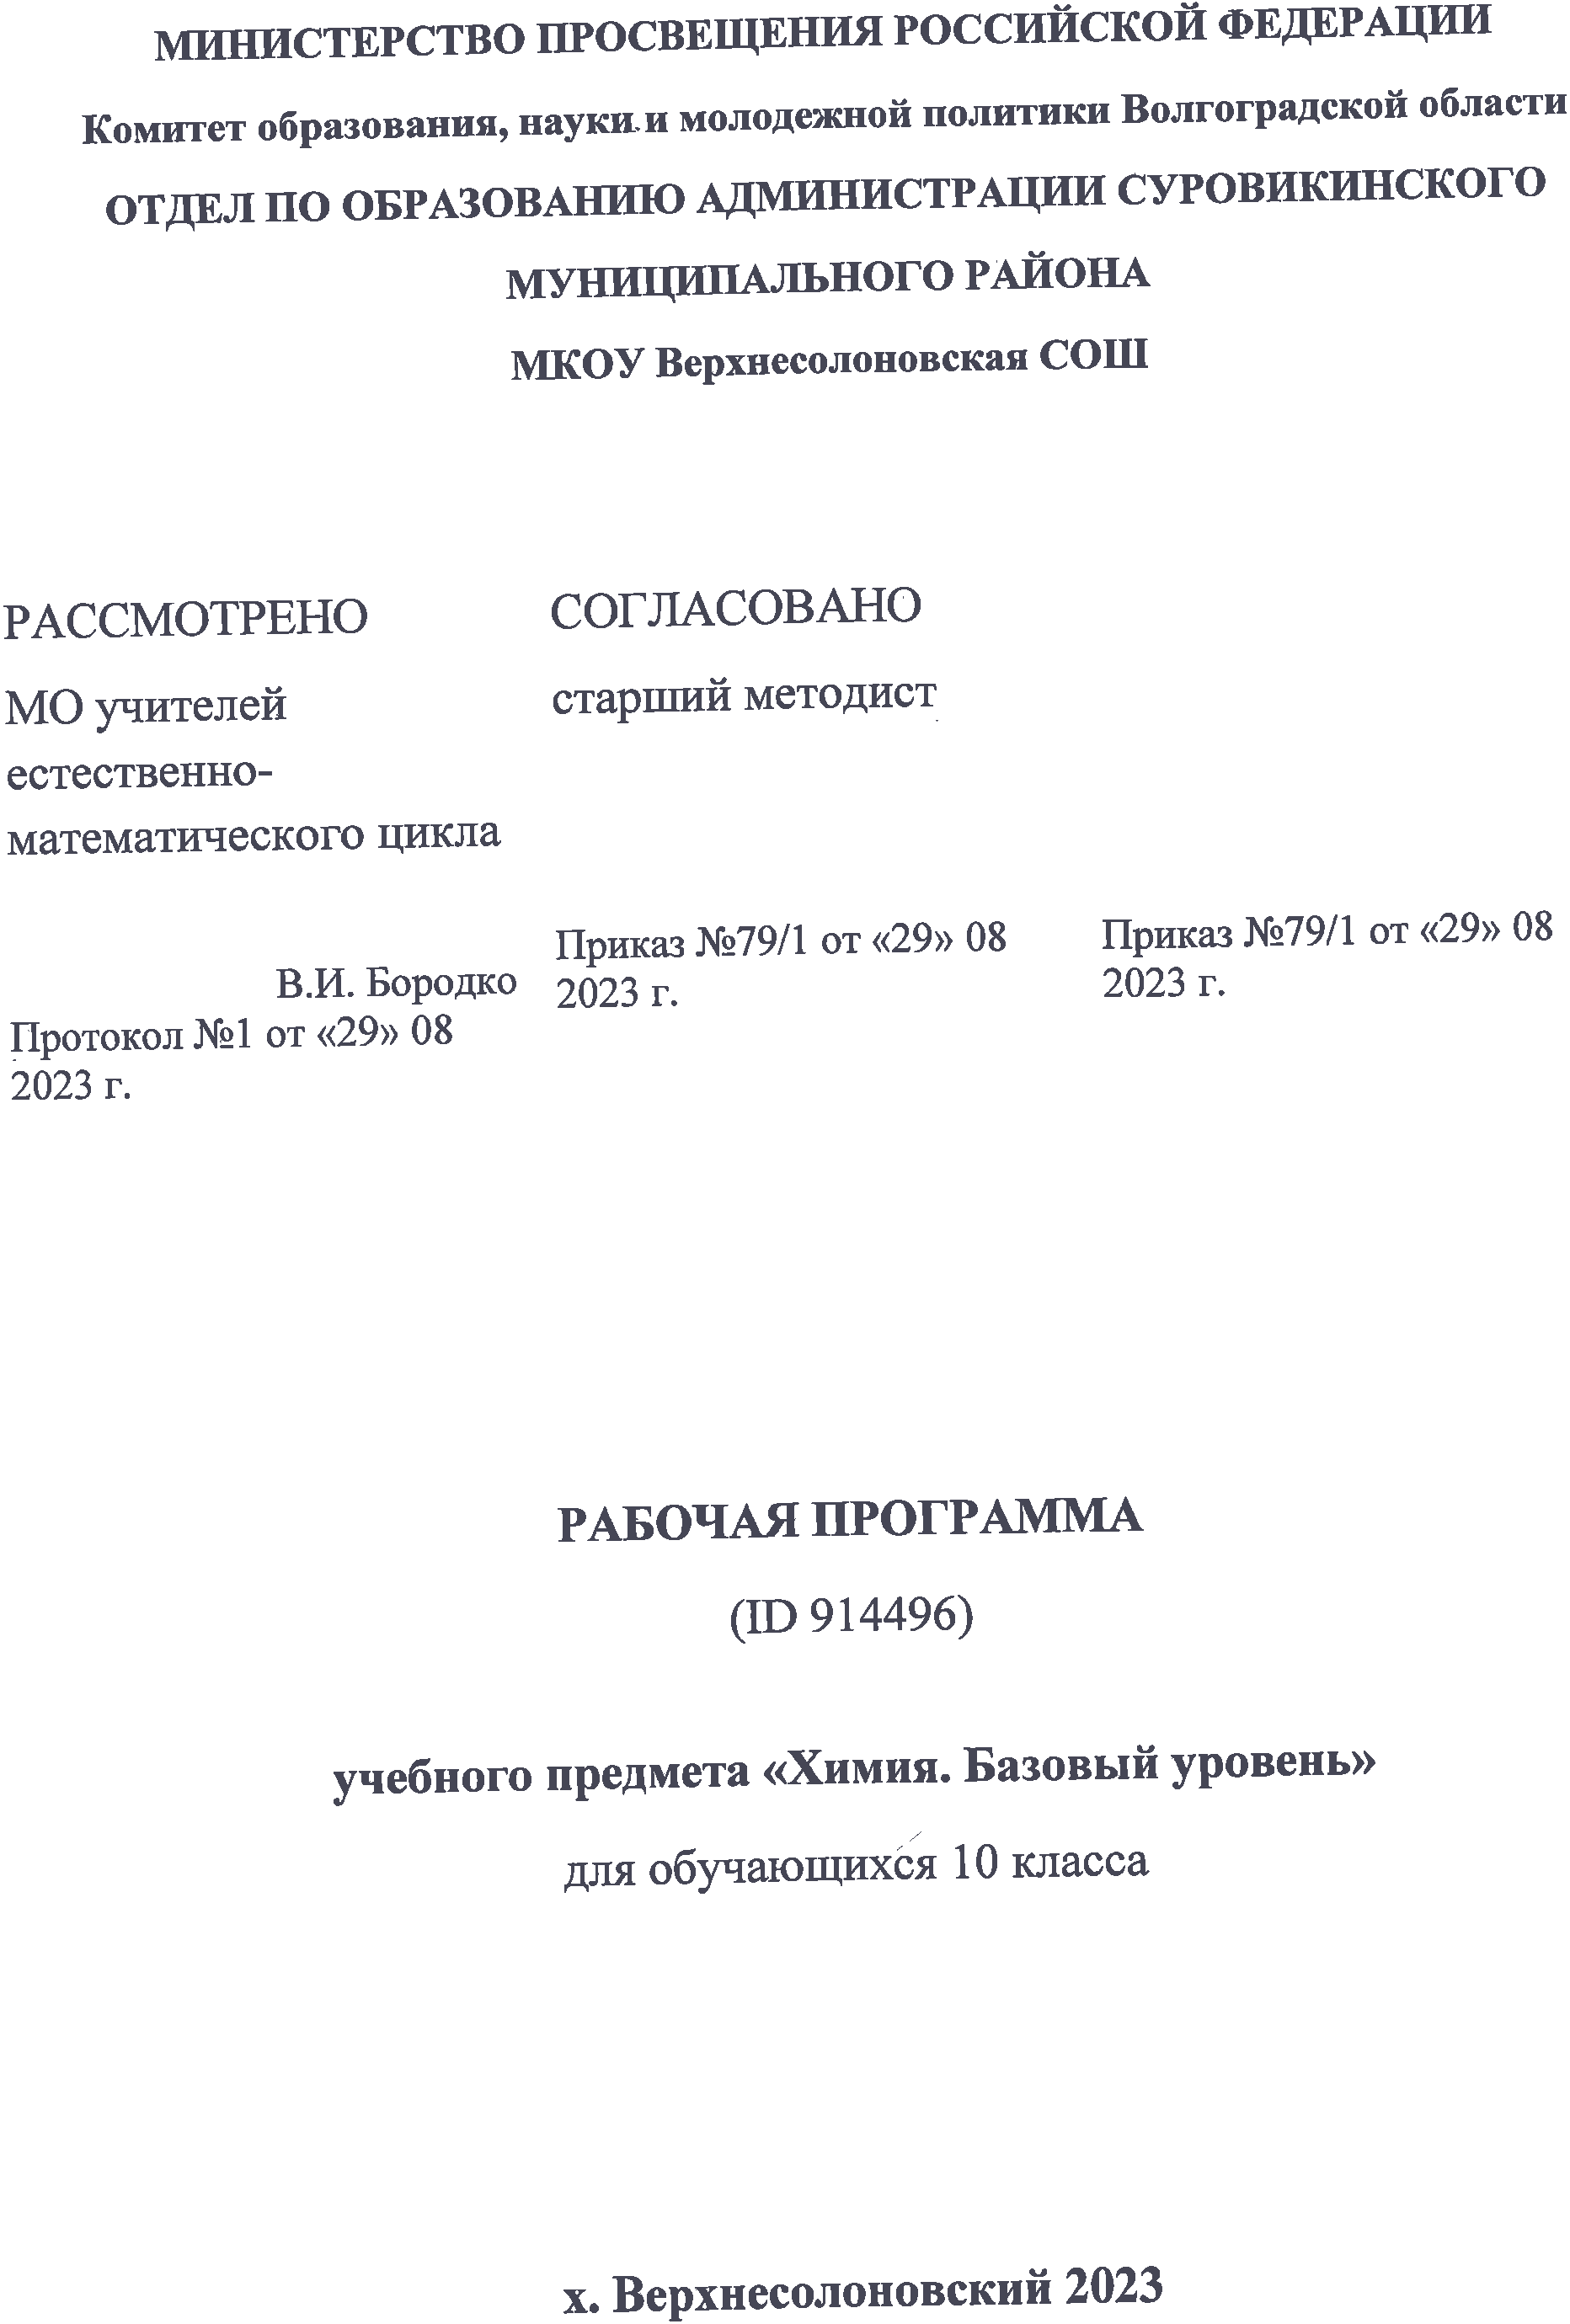 МИНИСТЕРСТВО ПРОСВЕЩЕНИЯ РОССИЙСКОЙ ФЕДЕРАЦИИ
Комитет образования, науки и молодежной политики Волгоградской области
ОТДЕЛ ПО ОБРАЗОВАНИЮ АДМИНИСТРАЦИИ СУРОВИКИНСКОГО
МУНИЦИПАЛЬНОГО РАЙОНА
МКОУ Верхнесолоновская СОШ
РАССМОТРЕНО
МО учителей
естественно-
математического цикла
В.И. Бородко
Протокол №1 от «29» 08
2023 г.
СОГЛАСОВАНО
старший методист
Приказ №79/1 от «29» 08
2023 г.
Приказ №79/1 от «29» 08
2023 г.
РАБОЧАЯ ПРОГРАММА
(ID 914496)
учебного предмета «Химия. Базовый уровень»
для обучающихся 10 класса
х. Верхнесолоновский 2023